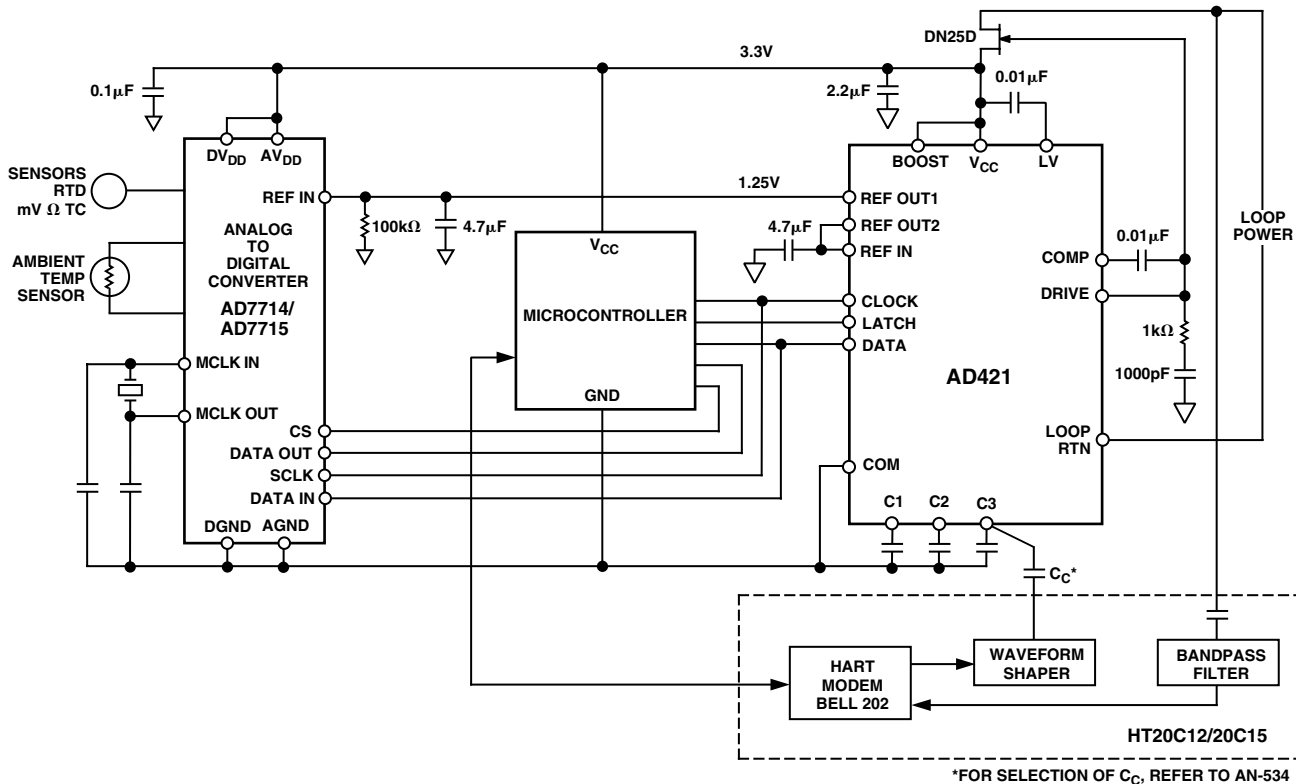 DN25D
3.3V
0.1µF
2.2µF
0.01µF
DVDD
AVDD
BOOST
VCC
LV
SENSORS
RTD
mV Ω TC
REF IN
1.25V
REF OUT1
100kΩ
4.7µF
LOOP
POWER
ANALOG
TO
DIGITAL
CONVERTER
AD7714/
AD7715
VCC
4.7µF
REF OUT2
REF IN
0.01µF
COMP
AMBIENT
TEMP
SENSOR
DRIVE
MICROCONTROLLER
CLOCK
LATCH
DATA
1kΩ
1000pF
AD421
MCLK IN
GND
MCLK OUT
CS
DATA OUT
SCLK
DATA IN
LOOP
RTN
COM
DGND
AGND
C1
C2
C3
CC*
HART
MODEM
BELL 202
WAVEFORM
SHAPER
BANDPASS
FILTER
HT20C12/20C15
*FOR SELECTION OF CC, REFER TO AN-534